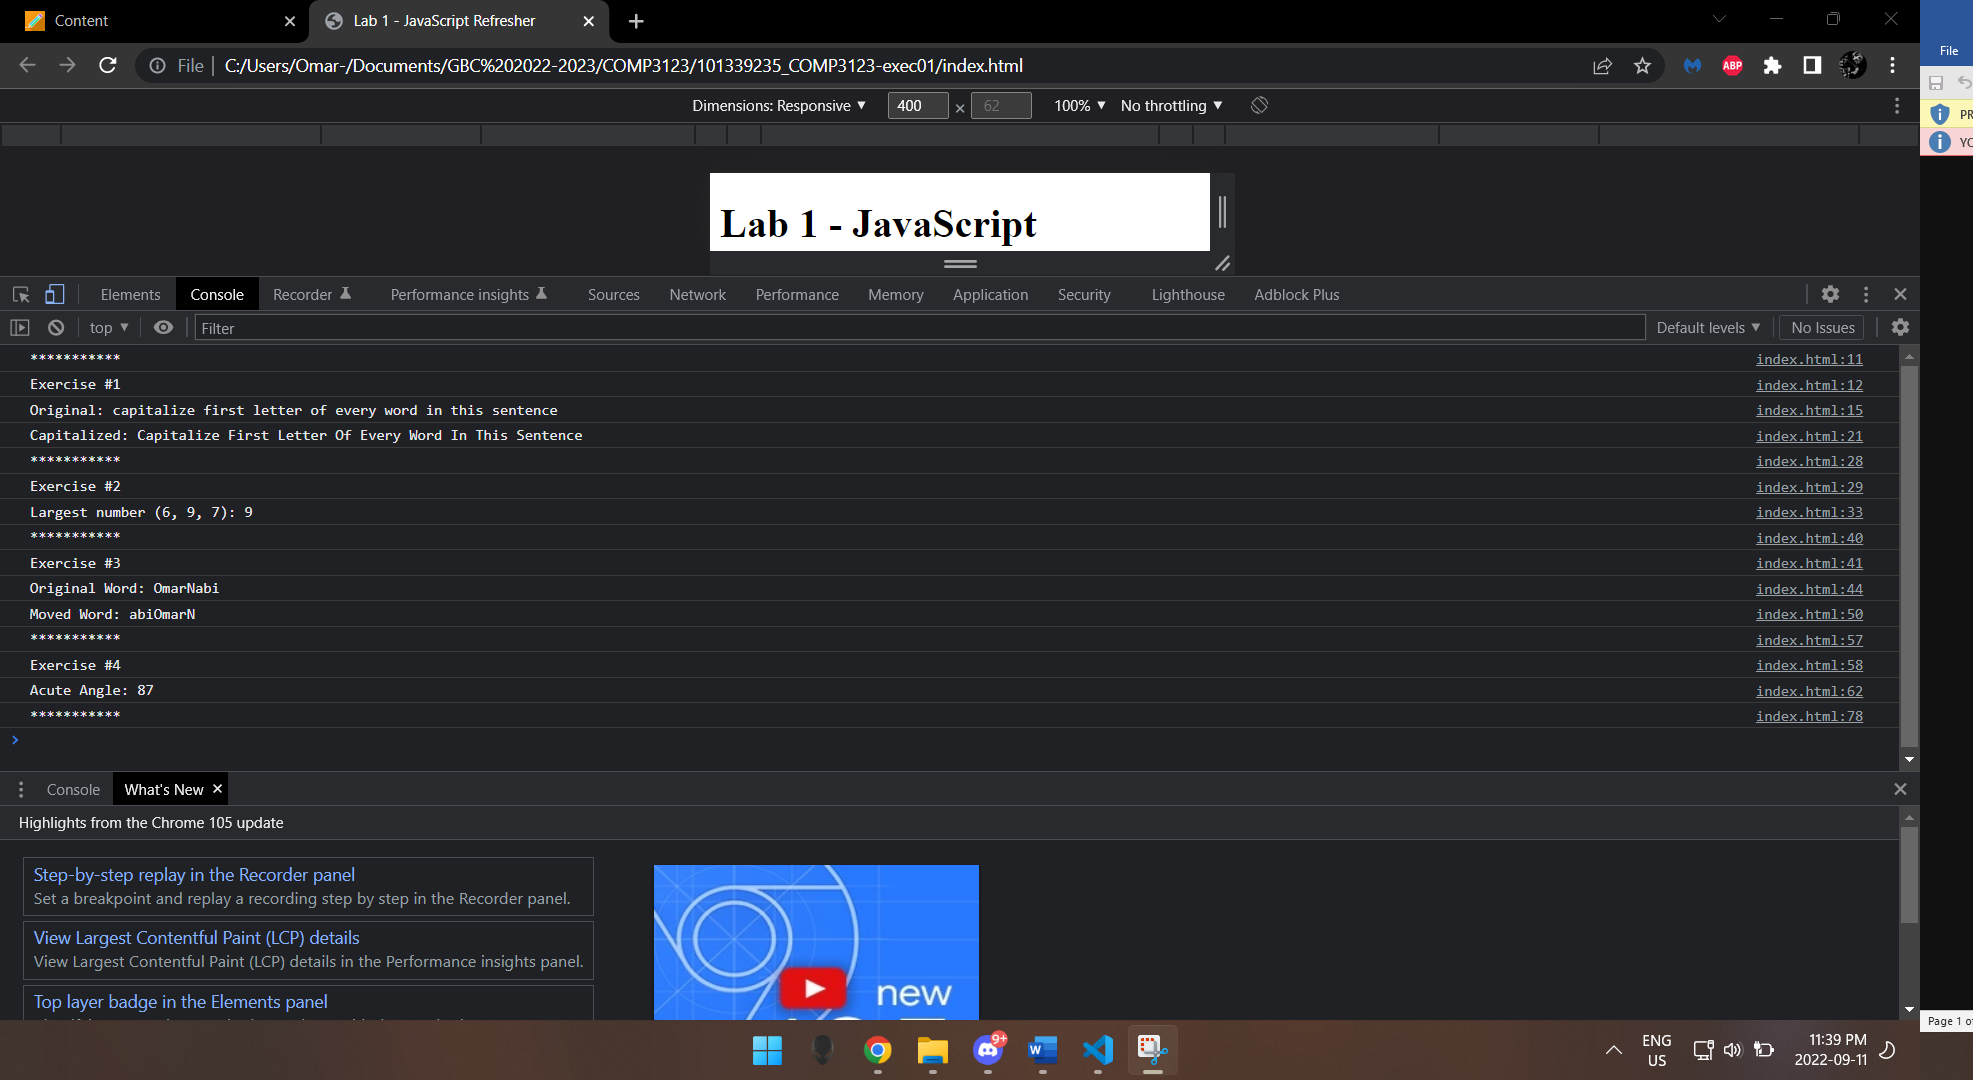 Content
Lab 1 - JavaScript Refresher
File
File C:/Users/Omar-/Documents/GBC%202022-2023/COMP3123/101339235_COMP3123-exec01/index.html
ABP
Dimensions: Responsive 400 × 62 100% No throttling
PR
YO
Lab 1 - JavaScript
Elements Console Recorder Performance insights Sources Network Performance Memory Application Security Lighthouse Adblock Plus
top Filter Default levels No Issues
*********** index.html:11
Exercise #1 index.html:12
Original: capitalize first letter of every word in this sentence index.html:15
Capitalized: Capitalize First Letter Of Every Word In This Sentence index.html:21
*********** index.html:28
Exercise #2 index.html:29
Largest number (6, 9, 7): 9 index.html:33
*********** index.html:40
Exercise #3 index.html:41
Original Word: OmarNabi index.html:44
Moved Word: abiOmarN index.html:50
*********** index.html:57
Exercise #4 index.html:58
Acute Angle: 87 index.html:62
*********** index.html:78
Console What's New
Highlights from the Chrome 105 update
Step-by-step replay in the Recorder panel
Set a breakpoint and replay a recording step by step in the Recorder panel.
View Largest Contentful Paint (LCP) details
View Largest Contentful Paint (LCP) details in the Performance insights panel.
Top layer badge in the Elements panel
new
Page 1 o
9+
W
ENG
US
11:39 PM
2022-09-11